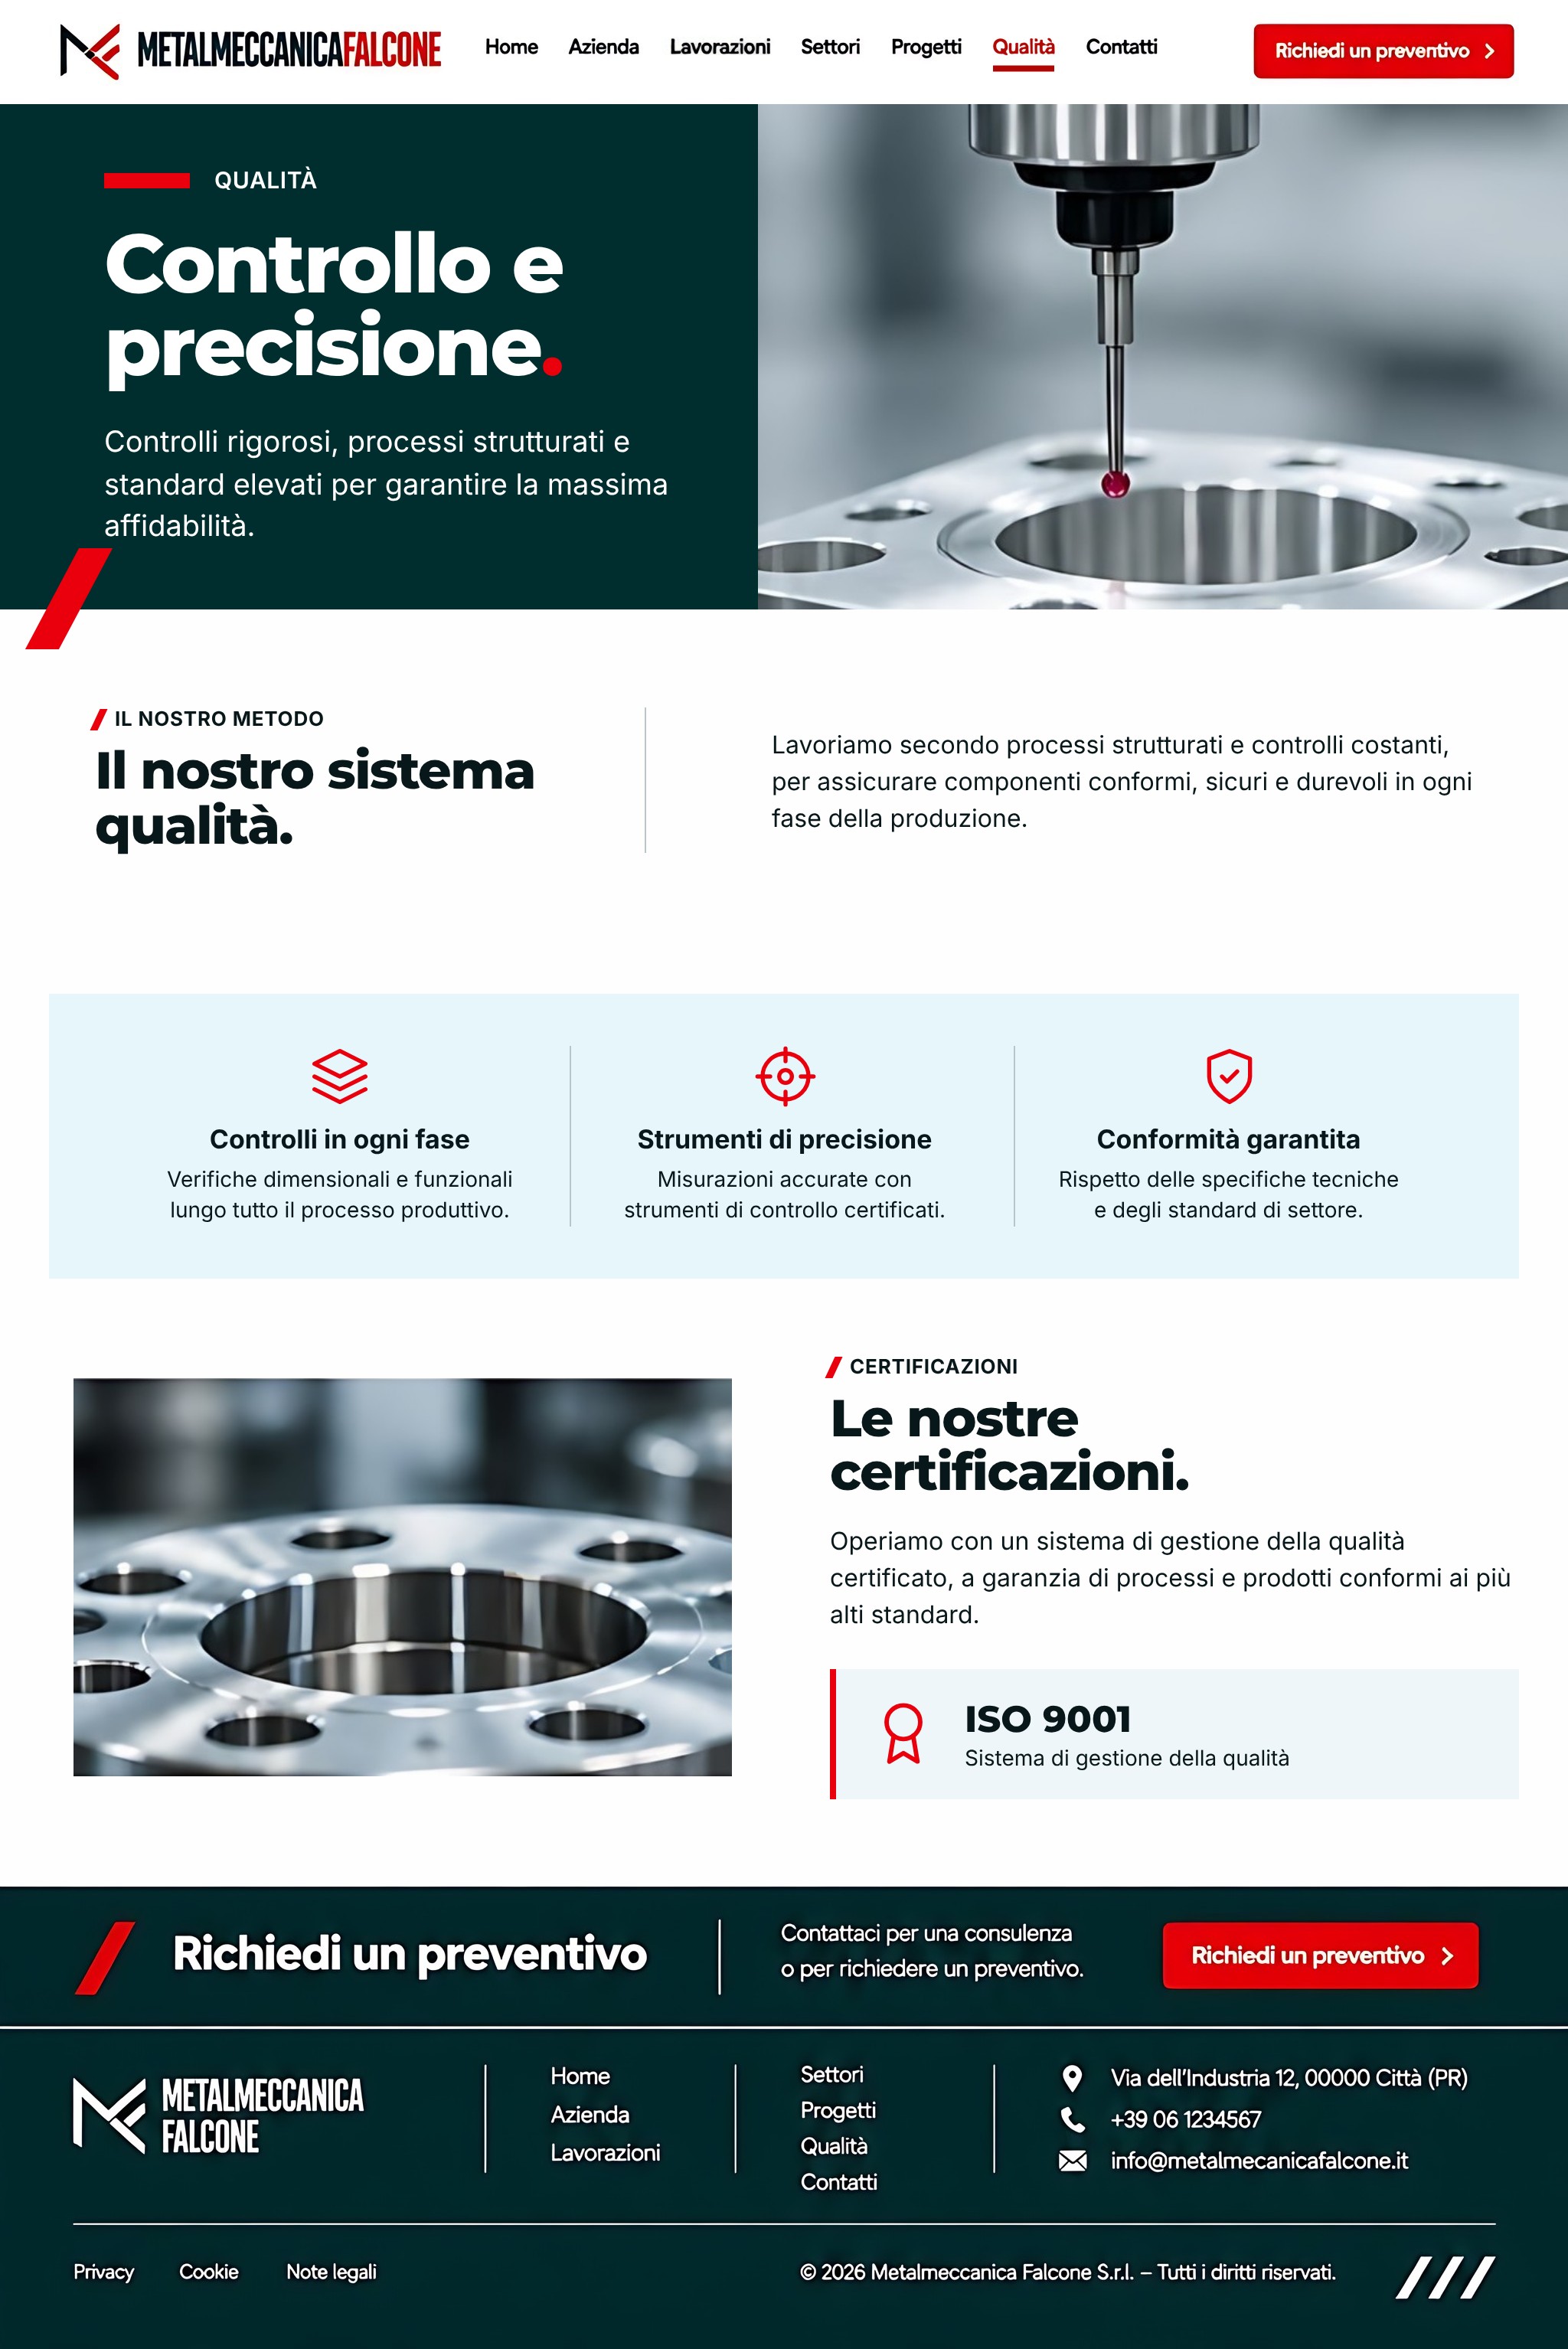 METALMECCANICAFALCONE
Home
Azienda
Lavorazioni
Settori
Progetti
Qualità
Contatti
Richiedi un preventivo
QUALITÀ
Controllo e
precisione.
Controlli rigorosi, processi strutturati e
standard elevati per garantire la massima
affidabilità.
IL NOSTRO METODO
Il nostro sistema
qualità.
Lavoriamo secondo processi strutturati e controlli costanti,
per assicurare componenti conformi, sicuri e durevoli in ogni
fase della produzione.
Controlli in ogni fase
Verifiche dimensionali e funzionali
lungo tutto il processo produttivo.
Strumenti di precisione
Misurazioni accurate con
strumenti di controllo certificati.
Conformità garantita
Rispetto delle specifiche tecniche
e degli standard di settore.
CERTIFICAZIONI
Le nostre
certificazioni.
Operiamo con un sistema di gestione della qualità
certificato, a garanzia di processi e prodotti conformi ai più
alti standard.
ISO 9001
Sistema di gestione della qualità
Richiedi un preventivo
Contattaci per una consulenza
o per richiedere un preventivo.
Richiedi un preventivo
METALMECCANICA
FALCONE
Home
Azienda
Lavorazioni
Settori
Progetti
Qualità
Contatti
Via dell'Industria 12, 00000 Città (PR)
+39 06 1234567
info@metalmecanicafalcone.it
Privacy
Cookie
Note legali
© 2026 Metalmeccanica Falcone S.r.l. – Tutti i diritti riservati.